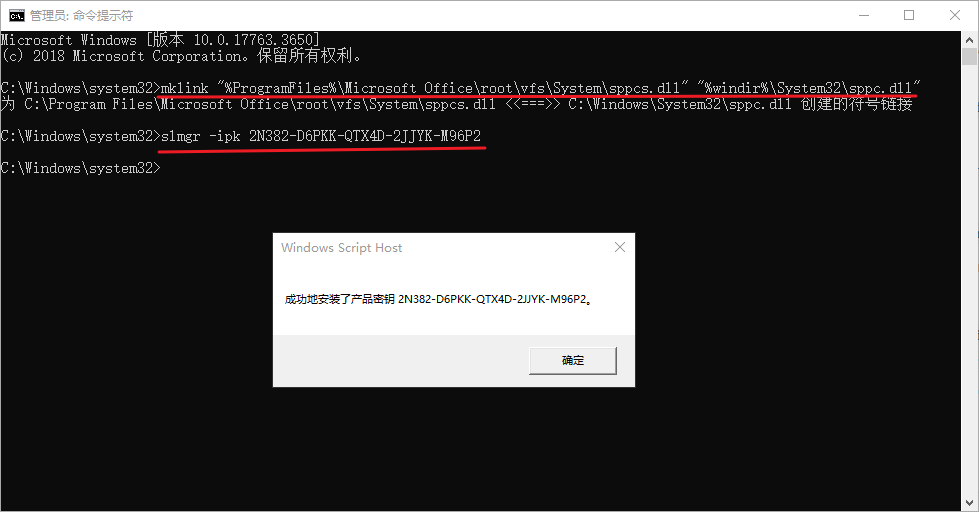 管理员: 命令提示符
Microsoft Windows [版本 10.0.17763.3650]
(c) 2018 Microsoft Corporation。保留所有权利。
C:\Windows\system32>mklink "%ProgramFiles%\Microsoft Office\root\vfs\System\sppcs.dll" "%windir%\System32\sppc.dll"
为 C:\Program Files\Microsoft Office\root\vfs\System\sppcs.dll <<===>> C:\Windows\System32\sppc.dll 创建的符号链接
C:\Windows\system32>slmgr -ipk 2N382-D6PKK-QTX4D-2JJYK-M96P2
C:\Windows\system32>
Windows Script Host
成功地安装了产品密钥 2N382-D6PKK-QTX4D-2JJYK-M96P2。
确定